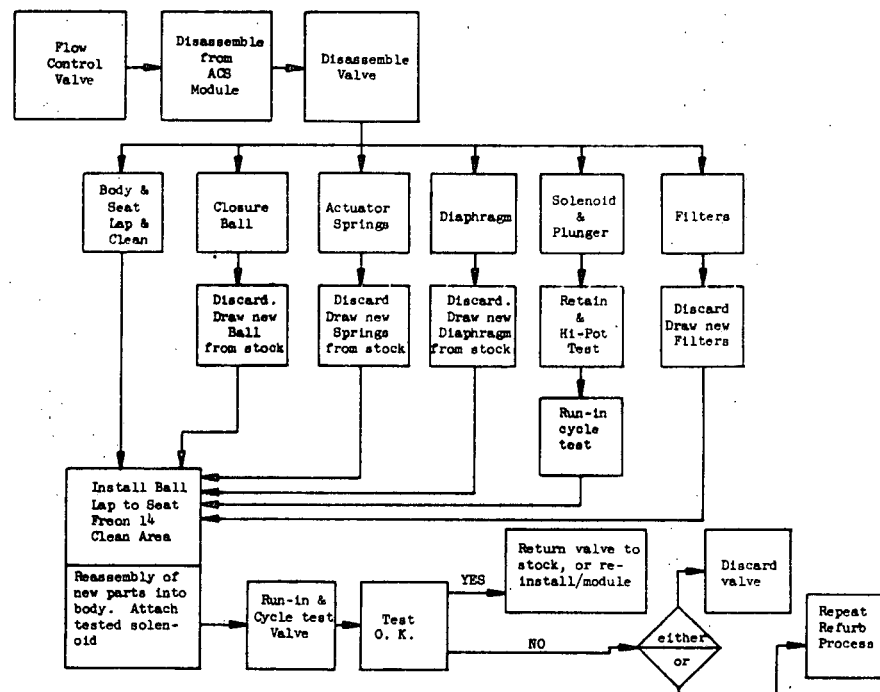 Flow
Control
Valve
Disassemble
from
ACS
Module
Disassemble
Valve
Body &
Seat
Lap &
Clean
Closure
Ball
Actuator
Springs
Diaphragm
Solenoid
&
Plunger
Filters
Discard.
Draw new
Ball
from stock
Discard
Draw new
Springs
from stock
Discard.
Draw new
Diaphragm
from stock
Retain
&
Hi-Pot
Test
Discard
Draw new
Filters
Run-in
cycle
test
Install Ball
Lap to Seat
Freon 14
Clean Area
Reassembly of
new parts into
body. Attach
tested solen-
oid
Run-in &
Cycle test
Valve
Test
O. K.
YES
Return valve to
stock, or re-
install/module
NO
either
or
Discard
valve
Repeat
Refurb
Process